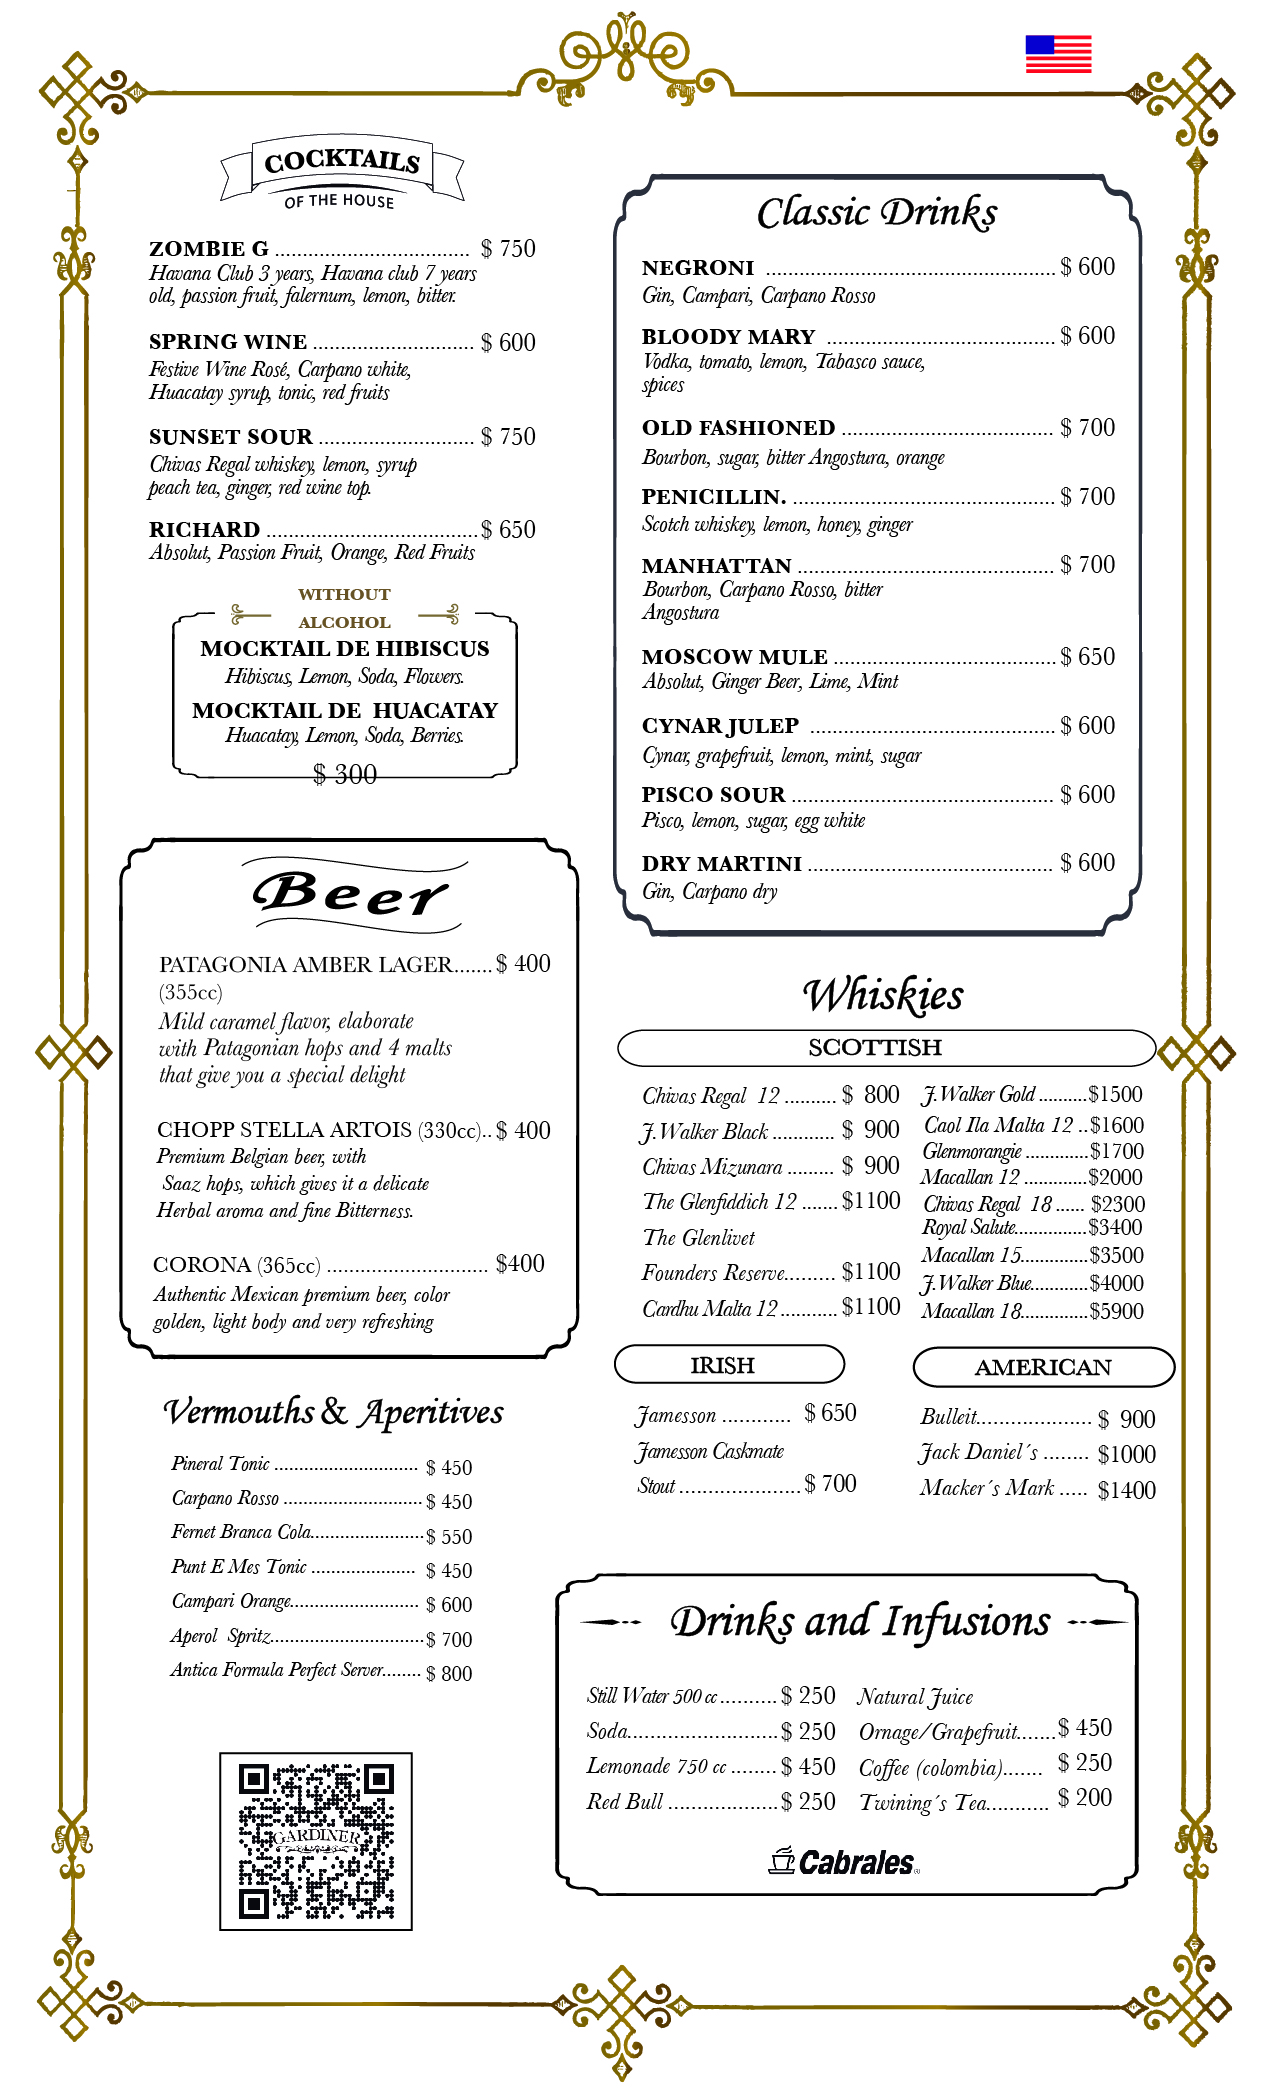 COCKTAILS
OF THE HOUSE
ZOMBIE G ................................. $ 750
Havana Club 3 years, Havana club 7 years
old, passion fruit, falernum, lemon, bitter.
SPRING WINE ........................... $ 600
Festive Wine Rosé, Carpano white,
Huacatay syrup, tonic, red fruits
SUNSET SOUR .......................... $ 750
Chivas Regal whiskey, lemon, syrup
peach tea, ginger, red wine top.
RICHARD ....................................$ 650
Absolut, Passion Fruit, Orange, Red Fruits
WITHOUT
ALCOHOL
MOCKTAIL DE HIBISCUS
Hibiscus, Lemon, Soda, Flowers.
MOCKTAIL DE HUACATAY
Huacatay, Lemon, Soda, Berries.
$ 300
Beer
PATAGONIA AMBER LAGER.......$ 400
(355cc)
Mild caramel flavor, elaborate
with Patagonian hops and 4 malts
that give you a special delight
CHOPP STELLA ARTOIS (330cc)..$ 400
Premium Belgian beer, with
Saaz hops, which gives it a delicate
Herbal aroma and fine Bitterness.
CORONA (365cc) ............................ $400
Authentic Mexican premium beer, color
golden, light body and very refreshing
Vermouths & Aperitives
Pineral Tonic ............................. $ 450
Carpano Rosso ............................$ 450
Fernet Branca Cola.......................$ 550
Punt E Mes Tonic ..................... $ 450
Campari Orange.......................... $ 600
Aperol Spritz...............................$ 700
Antica Formula Perfect Server........ $ 800
GARDINER
Classic Drinks
NEGRONI .................................................$ 600
Gin, Campari, Carpano Rosso
BLOODY MARY .......................................$ 600
Vodka, tomato, lemon, Tabasco sauce,
spices
OLD FASHIONED .................................... $ 700
Bourbon, sugar, bitter Angostura, orange
PENICILLIN. .............................................$ 700
Scotch whiskey, lemon, honey, ginger
MANHATTAN ............................................ $ 700
Bourbon, Carpano Rosso, bitter
Angostura
MOSCOW MULE ......................................$ 650
Absolut, Ginger Beer, Lime, Mint
CYNAR JULEP ..........................................$ 600
Cynar, grapefruit, lemon, mint, sugar
PISCO SOUR ............................................. $ 600
Pisco, lemon, sugar, egg white
DRY MARTINI .......................................... $ 600
Gin, Carpano dry
Whiskies
SCOTTISH
Chivas Regal 12 .......... $ 800
J.Walker Black ............ $ 900
Chivas Mizunara ......... $ 900
The Glenfiddich 12 .......$1100
The Glenlivet
Founders Reserve......... $1100
Cardhu Malta 12 ........... $1100
J.Walker Gold ..........$1500
Caol Ila Malta 12 ..$1600
Glenmorangie .............$1700
Macallan 12 .............$2000
Chivas Regal 18 ...... $2300
Royal Salute...............$3400
Macallan 15..............$3500
J.Walker Blue............$4000
Macallan 18..............$5900
IRISH
Jamesson ............ $ 650
Jamesson Caskmate
Stout .....................$ 700
AMERICAN
Bulleit..................... $ 900
Jack Daniel´s ........ $1000
Macker´s Mark ..... $1400
Drinks and Infusions
Still Water 500 cc ..........$ 250
Soda..........................$ 250
Lemonade 750 cc ........$ 450
Red Bull ...................$ 250
Natural Juice
Ornage/Grapefruit.......$ 450
Coffee (colombia)....... $ 250
Twining´s Tea........... $ 200
Cabrales